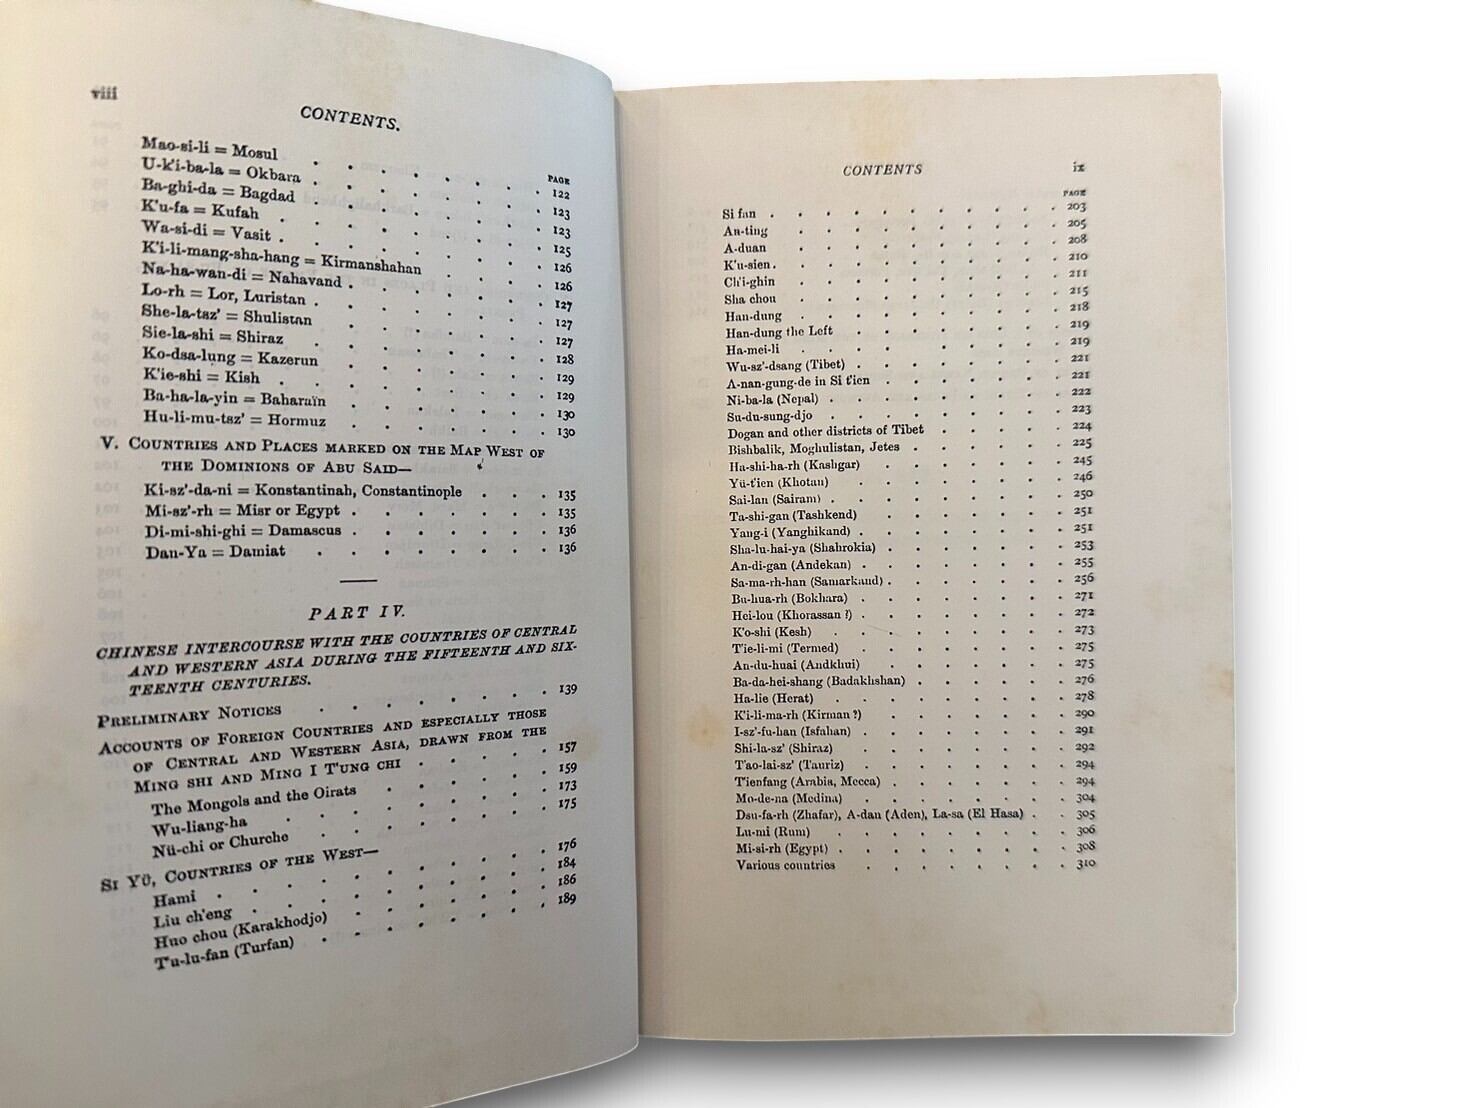 viii
CONTENTS.
PAGE
Mao-si-li = Mosul . . . . . . . 122
U-k'i-ba-la = Okbara . . . . . . . 123
Ba-ghi-da = Bagdad . . . . . . . 123
K'u-fa = Kufah . . . . . . . 125
Wa-si-di = Vasit . . . . . . . 126
K'i-li-mang-sha-hang = Kirmanshahan . . . . 126
Na-ha-wan-di = Nahavand . . . . . . 127
Lo-rh = Lor, Luristan . . . . . . . 127
She-la-tsz' = Shulistan . . . . . . 127
Sie-la-shi = Shiraz . . . . . . . 128
Ko-dsa-lung = Kazerun . . . . . . 129
K'ie-shi = Kish . . . . . . . 129
Ba-ha-la-yin = Baharaïn . . . . . . 130
Hu-li-mu-tsz' = Hormuz . . . . . . 130
V. COUNTRIES AND PLACES MARKED ON THE MAP WEST OF
THE DOMINIONS OF ABU SAID—
Ki-sz'-da-ni = Konstantinah, Constantinople . . . 135
Mi-sz'-rh = Misr or Egypt . . . . . . 135
Di-mi-shi-ghi = Damascus . . . . . . 136
Dan-Ya = Damiat . . . . . . . 136
PART IV.
CHINESE INTERCOURSE WITH THE COUNTRIES OF CENTRAL
AND WESTERN ASIA DURING THE FIFTEENTH AND SIX-
TEENTH CENTURIES.
PRELIMINARY NOTICES . . . . . . . 139
ACCOUNTS OF FOREIGN COUNTRIES AND ESPECIALLY THOSE
OF CENTRAL AND WESTERN ASIA, DRAWN FROM THE
MING SHI AND MING I T'UNG CHI . . . . . 157
The Mongols and the Oirats . . . . . . 159
Wu-liang-ha . . . . . . . 173
Nü-chi or Churche . . . . . . . 175
SI YÜ, COUNTRIES OF THE WEST—
Hami . . . . . . . . 176
Liu ch'eng . . . . . . . . 184
Huo chou (Karakhodjo) . . . . . . 186
T'u-lu-fan (Turfan) . . . . . . . 189
CONTENTS ix
PAGE
Si fan . . . . . . . . . . . 203
An-ting . . . . . . . . . . 205
A-duan . . . . . . . . . . 208
K'u-sien . . . . . . . . . . 210
Ch'i-ghin . . . . . . . . . . 211
Sha chou . . . . . . . . . . 215
Han-dung . . . . . . . . . . 218
Han-dung the Left . . . . . . . . 219
Ha-mei-li . . . . . . . . . 219
Wu-sz'-dsang (Tibet) . . . . . . . . 221
A-nan-gung-de in Si t'ien . . . . . . . 221
Ni-ba-la (Nepal) . . . . . . . . . 222
Su-du-sung-djo . . . . . . . . . 223
Dogan and other districts of Tibet . . . . . 224
Bishbalik, Moghulistan, Jetes . . . . . . 225
Ha-shi-ha-rh (Kashgar) . . . . . . . 245
Yü-t'ien (Khotan) . . . . . . . . 246
Sai-lan (Sairam) . . . . . . . . . 250
Ta-shi-gan (Tashkend) . . . . . . . 251
Yang-i (Yanghikand) . . . . . . . . 251
Sha-lu-hai-ya (Shahrokia) . . . . . . . 253
An-di-gan (Andekan) . . . . . . . . 255
Sa-ma-rh-han (Samarkand) . . . . . . . 256
Bu-hua-rh (Bokhara) . . . . . . . . 271
Hei-lou (Khorassan ?) . . . . . . . . 272
K'o-shi (Kesh) . . . . . . . . . 273
T'ie-li-mi (Termed) . . . . . . . . 275
An-du-huai (Andkhui) . . . . . . . 275
Ba-da-hei-shang (Badakhshan) . . . . . . 276
Ha-lie (Herat) . . . . . . . . . 278
K'i-li-ma-rh (Kirman ?) . . . . . . . 290
I-sz'-fu-han (Isfahan) . . . . . . . . 291
Shi-la-sz' (Shiraz) . . . . . . . . 292
T'ao-lai-sz' (Tauriz) . . . . . . . . 294
T'ienfang (Arabia, Mecca) . . . . . . . 294
Mo-de-na (Medina) . . . . . . . . 304
Dsu-fa-rh (Zhafar), A-dan (Aden), La-sa (El Hasa) . . 305
Lu-mi (Rum) . . . . . . . . . 306
Mi-si-rh (Egypt) . . . . . . . . . 308
Various countries . . . . . . . . 310